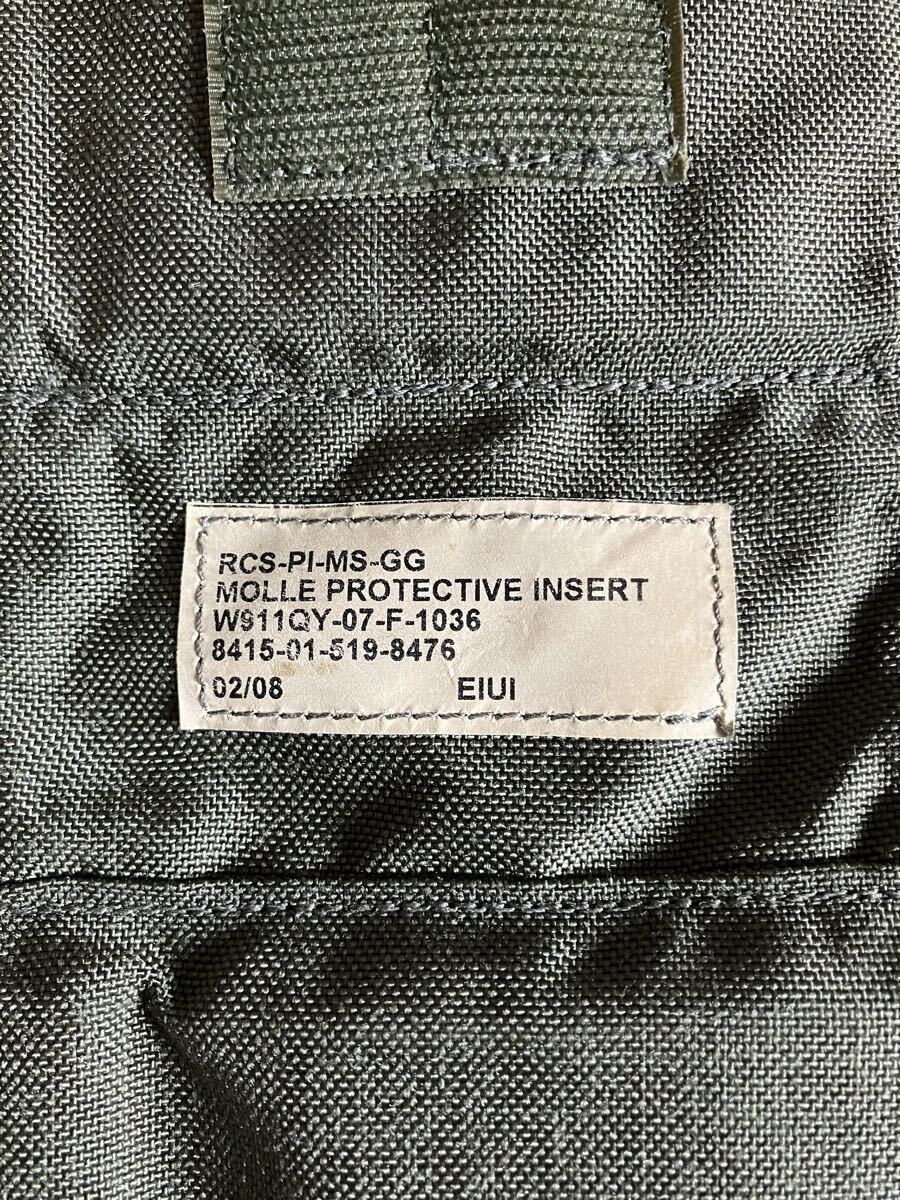 RCS-PI-MS-GG
MOLLE PROTECTIVE INSERT
W911QY-07-F-1036
8415-01-519-8476
02/08 EIUI